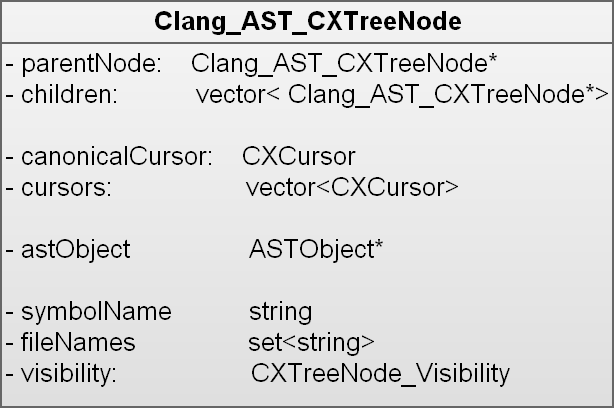 Clang_AST_CXTreeNode
- parentNode: Clang_AST_CXTreeNode*
- children: vector< Clang_AST_CXTreeNode*>
- canonicalCursor: CXCursor
- cursors: vector<CXCursor>
- astObject ASTObject*
- symbolName string
- fileNames set<string>
- visibility: CXTreeNode_Visibility